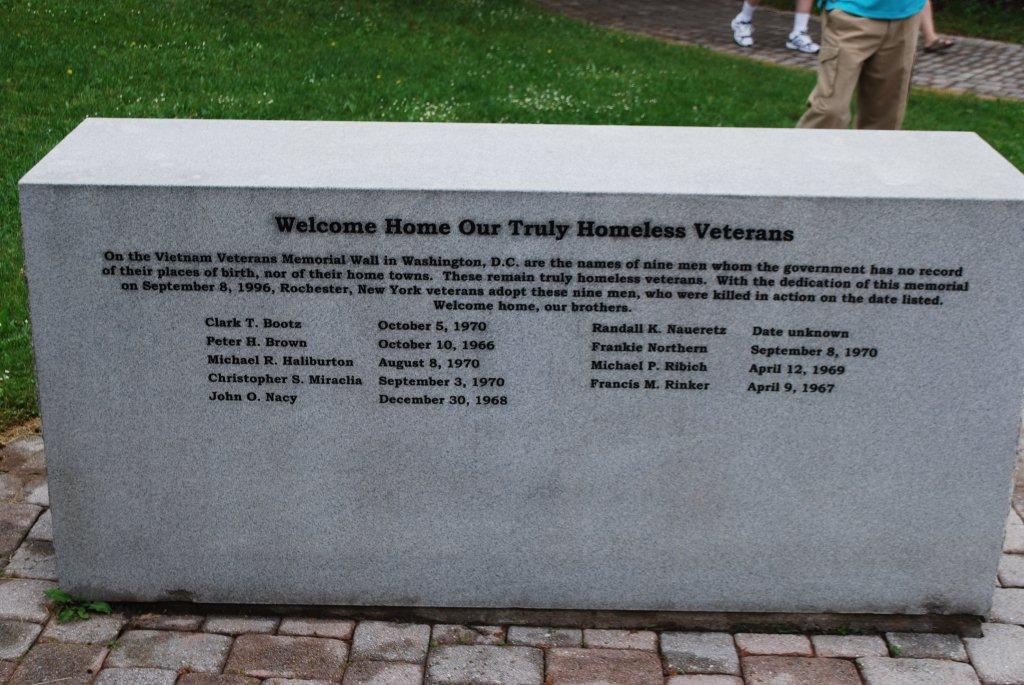 Welcome Home Our Truly Homeless Veterans
On the Vietnam Veterans Memorial Wall in Washington, D.C. are the names of nine men whom the government has no record
of their places of birth, nor of their home towns. These remain truly homeless veterans. With the dedication of this memorial
on September 8, 1996, Rochester, New York veterans adopt these nine men, who were killed in action on the date listed.
Welcome home, our brothers.
Clark T. Bootz October 5, 1970
Peter H. Brown October 10, 1966
Michael R. Haliburton August 8, 1970
Christopher S. Miraclia September 3, 1970
John O. Nacy December 30, 1968
Randall K. Naueretz Date unknown
Frankie Northern September 8, 1970
Michael P. Ribich April 12, 1969
Francis M. Rinker April 9, 1967